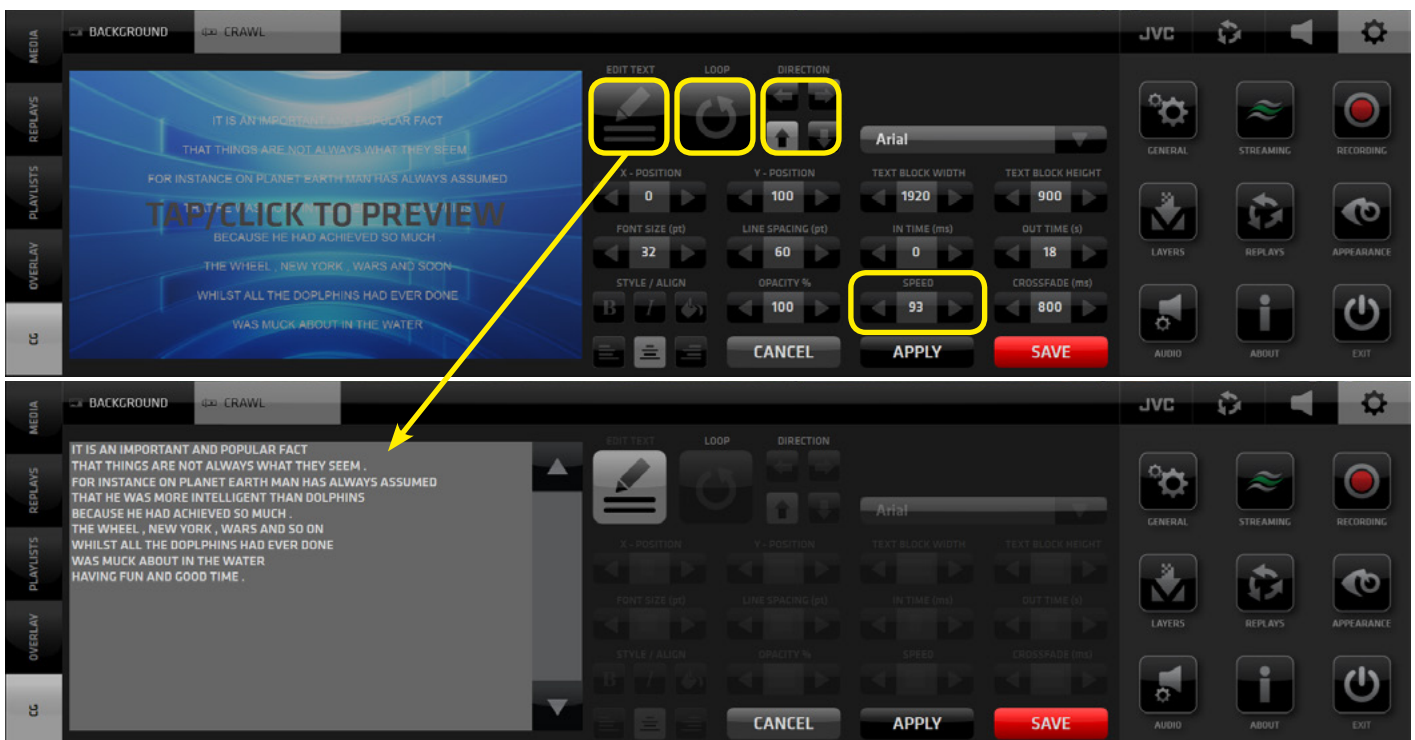 MEDIA
REPLAYS
PLAYLISTS
OVERLAY
CG
BACKGROUND
CRAWL
IT IS AN IMPORTANT AND POPULAR FACT
THAT THINGS ARE NOT ALWAYS WHAT THEY SEEM
FOR INSTANCE ON PLANET EARTH MAN HAS ALWAYS ASSUMED
TAP/CLICK TO PREVIEW
BECAUSE HE HAD ACHIEVED SO MUCH .
THE WHEEL , NEW YORK , WARS AND SOON
WHILST ALL THE DOPLPHINS HAD EVER DONE
WAS MUCK ABOUT IN THE WATER
EDIT TEXT LOOP DIRECTION
Arial
X - POSITION Y - POSITION TEXT BLOCK WIDTH TEXT BLOCK HEIGHT
0 100 1920 900
FONT SIZE (pt) LINE SPACING (pt) IN TIME (ms) OUT TIME (s)
32 60 0 18
STYLE / ALIGN OPACITY % SPEED CROSSFADE (ms)
B I 100 93 800
CANCEL APPLY SAVE
JVC
GENERAL STREAMING RECORDING
LAYERS REPLAYS APPEARANCE
AUDIO ABOUT EXIT
MEDIA
REPLAYS
PLAYLISTS
OVERLAY
CG
BACKGROUND
CRAWL
IT IS AN IMPORTANT AND POPULAR FACT
THAT THINGS ARE NOT ALWAYS WHAT THEY SEEM .
FOR INSTANCE ON PLANET EARTH MAN HAS ALWAYS ASSUMED
THAT HE WAS MORE INTELLIGENT THAN DOLPHINS
BECAUSE HE HAD ACHIEVED SO MUCH .
THE WHEEL , NEW YORK , WARS AND SO ON
WHILST ALL THE DOPLPHINS HAD EVER DONE
WAS MUCK ABOUT IN THE WATER
HAVING FUN AND GOOD TIME .
EDIT TEXT LOOP DIRECTION
Arial
X - POSITION Y - POSITION TEXT BLOCK WIDTH TEXT BLOCK HEIGHT
FONT SIZE (pt) LINE SPACING (pt) IN TIME (ms) OUT TIME (s)
STYLE / ALIGN OPACITY % SPEED CROSSFADE (ms)
B I
CANCEL APPLY SAVE
JVC
GENERAL STREAMING RECORDING
LAYERS REPLAYS APPEARANCE
AUDIO ABOUT EXIT